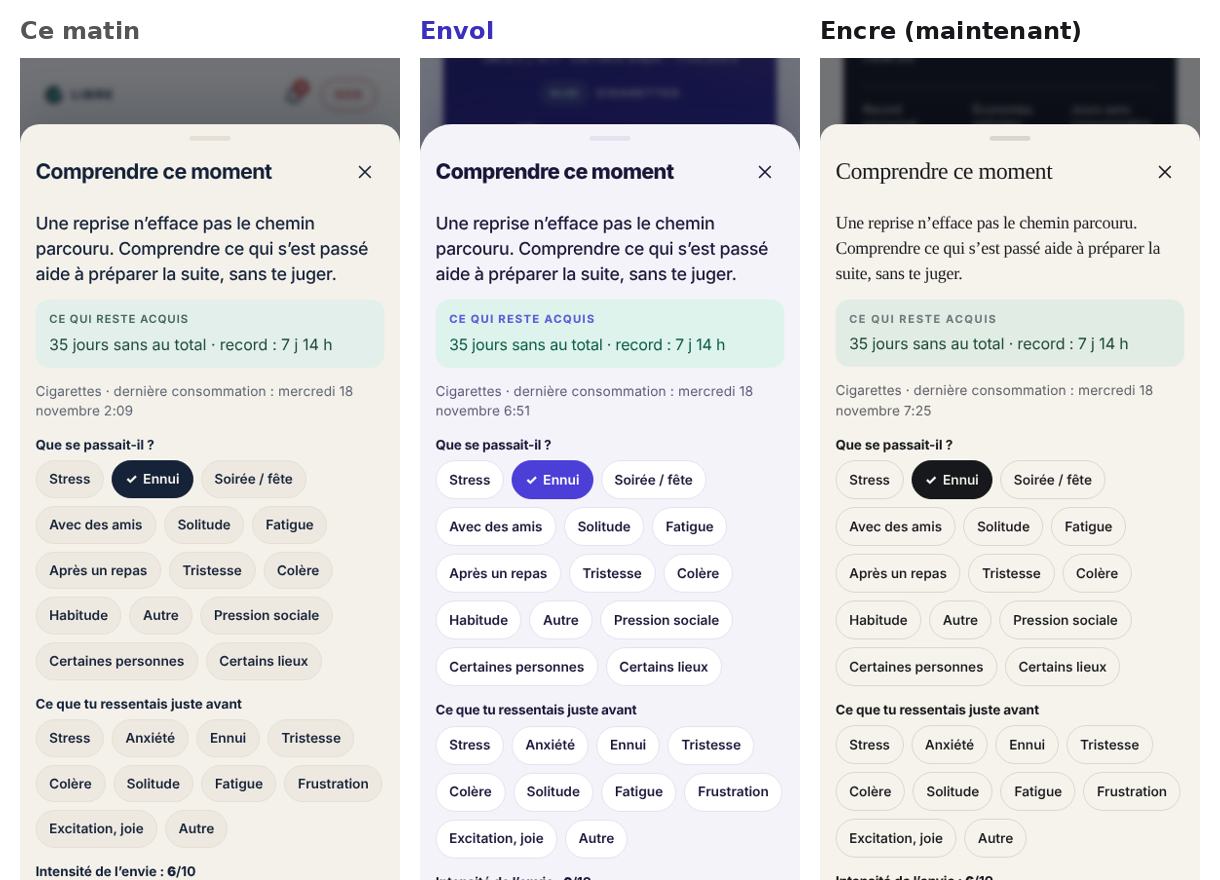 Ce matin
LIBRE
Comprendre ce moment
Une reprise n’efface pas le chemin
parcouru. Comprendre ce qui s’est passé
aide à préparer la suite, sans te juger.
CE QUI RESTE ACQUIS
35 jours sans au total · record : 7 j 14 h
Cigarettes · dernière consommation : mercredi 18
novembre 2:09
Que se passait-il ?
Stress ✓ Ennui Soirée / fête
Avec des amis Solitude Fatigue
Après un repas Tristesse Colère
Habitude Autre Pression sociale
Certaines personnes Certains lieux
Ce que tu ressentais juste avant
Stress Anxiété Ennui Tristesse
Colère Solitude Fatigue Frustration
Excitation, joie Autre
Intensité de l’envie : 6/10
Envol
CIGARETTES
Comprendre ce moment
Une reprise n’efface pas le chemin
parcouru. Comprendre ce qui s’est passé
aide à préparer la suite, sans te juger.
CE QUI RESTE ACQUIS
35 jours sans au total · record : 7 j 14 h
Cigarettes · dernière consommation : mercredi 18
novembre 6:51
Que se passait-il ?
Stress ✓ Ennui Soirée / fête
Avec des amis Solitude Fatigue
Après un repas Tristesse Colère
Habitude Autre Pression sociale
Certaines personnes Certains lieux
Ce que tu ressentais juste avant
Stress Anxiété Ennui Tristesse
Colère Solitude Fatigue Frustration
Excitation, joie Autre
Intensité de l’envie : 6/10
Encre (maintenant)
Comprendre ce moment
Une reprise n’efface pas le chemin parcouru.
Comprendre ce qui s’est passé aide à préparer la
suite, sans te juger.
CE QUI RESTE ACQUIS
35 jours sans au total · record : 7 j 14 h
Cigarettes · dernière consommation : mercredi 18
novembre 7:25
Que se passait-il ?
Stress ✓ Ennui Soirée / fête
Avec des amis Solitude Fatigue
Après un repas Tristesse Colère
Habitude Autre Pression sociale
Certaines personnes Certains lieux
Ce que tu ressentais juste avant
Stress Anxiété Ennui Tristesse
Colère Solitude Fatigue Frustration
Excitation, joie Autre
Intensité de l’envie : 6/10